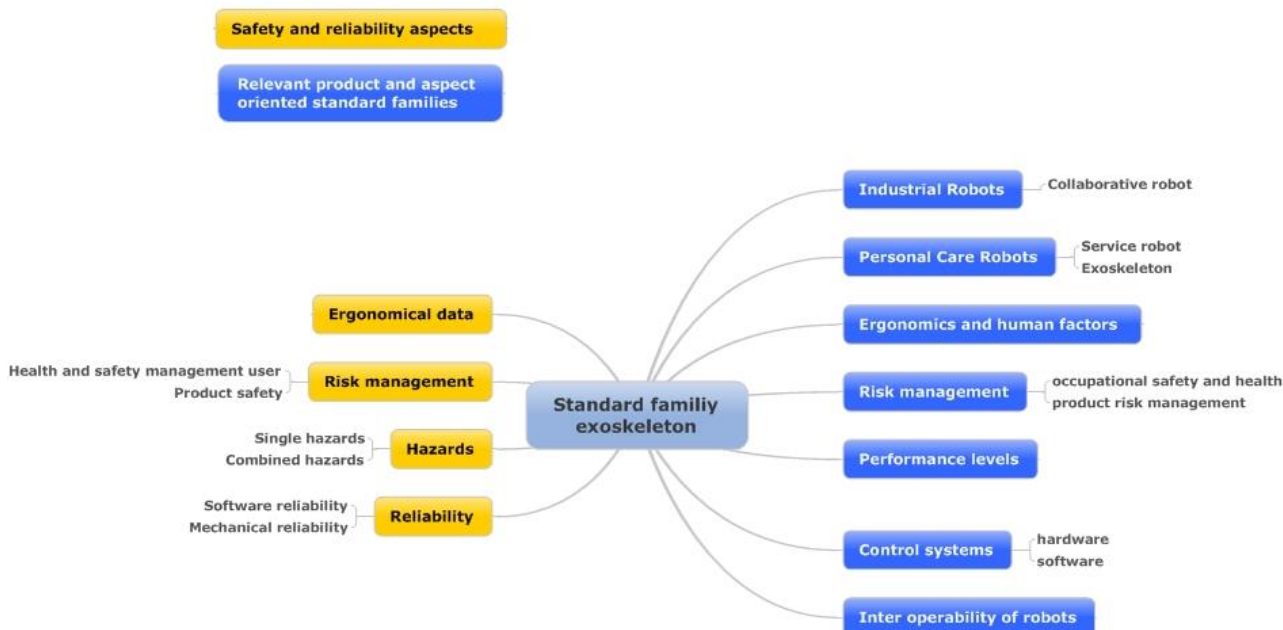 Safety and reliability aspects
Relevant product and aspect
oriented standard families
Ergonomical data
Health and safety management user
Product safety
Risk management
Single hazards
Combined hazards
Hazards
Software reliability
Mechanical reliability
Reliability
Standard familiy
exoskeleton
Industrial Robots
Collaborative robot
Personal Care Robots
Service robot
Exoskeleton
Ergonomics and human factors
Risk management
occupational safety and health
product risk management
Performance levels
Control systems
hardware
software
Inter operability of robots